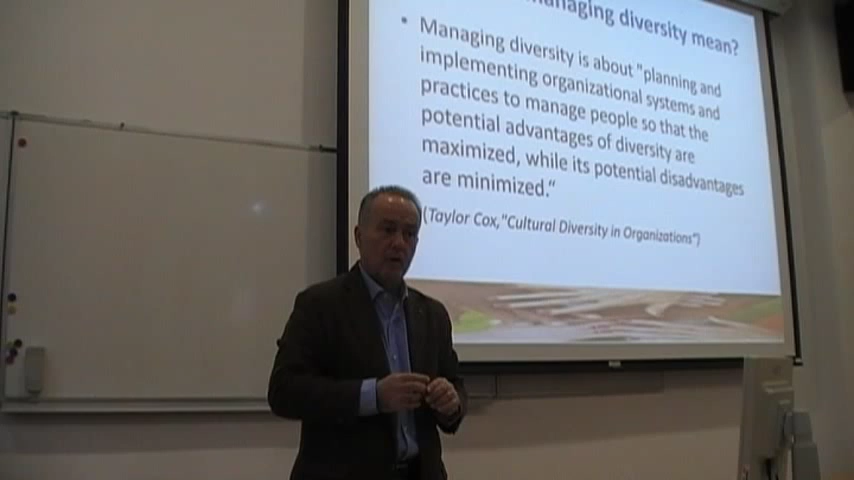 managing diversity mean?
• Managing diversity is about "planning and
implementing organizational systems and
practices to manage people so that the
potential advantages of diversity are
maximized, while its potential disadvantages
are minimized."
(Taylor Cox,"Cultural Diversity in Organizations")